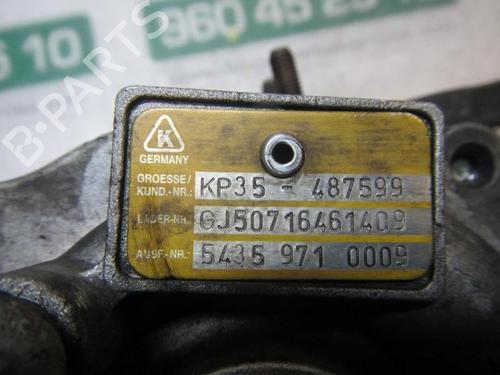 610
960 45 25 10
B-PARTS
K
GERMANY
GROESSE/
KUND.-NR.: KP35 - 487599
LADER-NR.: GJ50716461409
AUSF.-NR.: 5435 971 0009